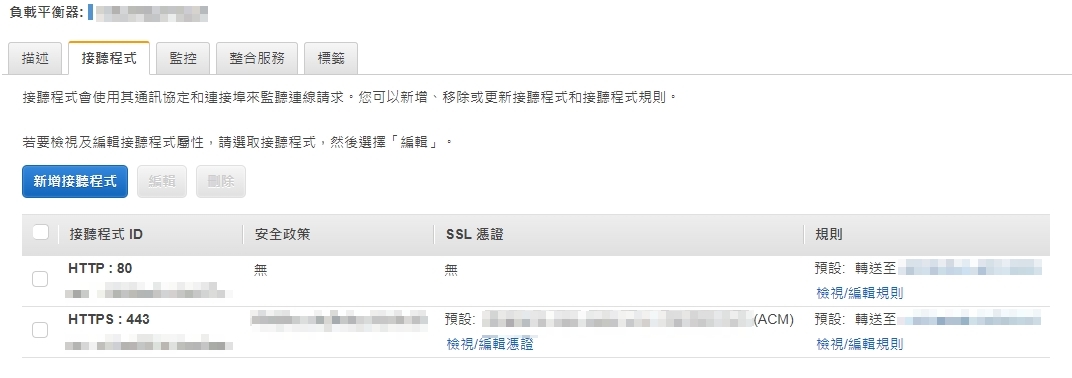 負載平衡器:
描述 接聽程式 監控 整合服務 標籤
接聽程式會使用其通訊協定和連接埠來監聽連線請求。您可以新增、移除或更新接聽程式和接聽程式規則。
若要檢視及編輯接聽程式屬性，請選取接聽程式，然後選擇「編輯」。
新增接聽程式 編輯 刪除
接聽程式 ID 安全政策 SSL 憑證 規則
HTTP : 80 無 無 預設: 轉送至
檢視/編輯規則
HTTPS : 443 預設: (ACM) 預設: 轉送至
檢視/編輯憑證 檢視/編輯規則